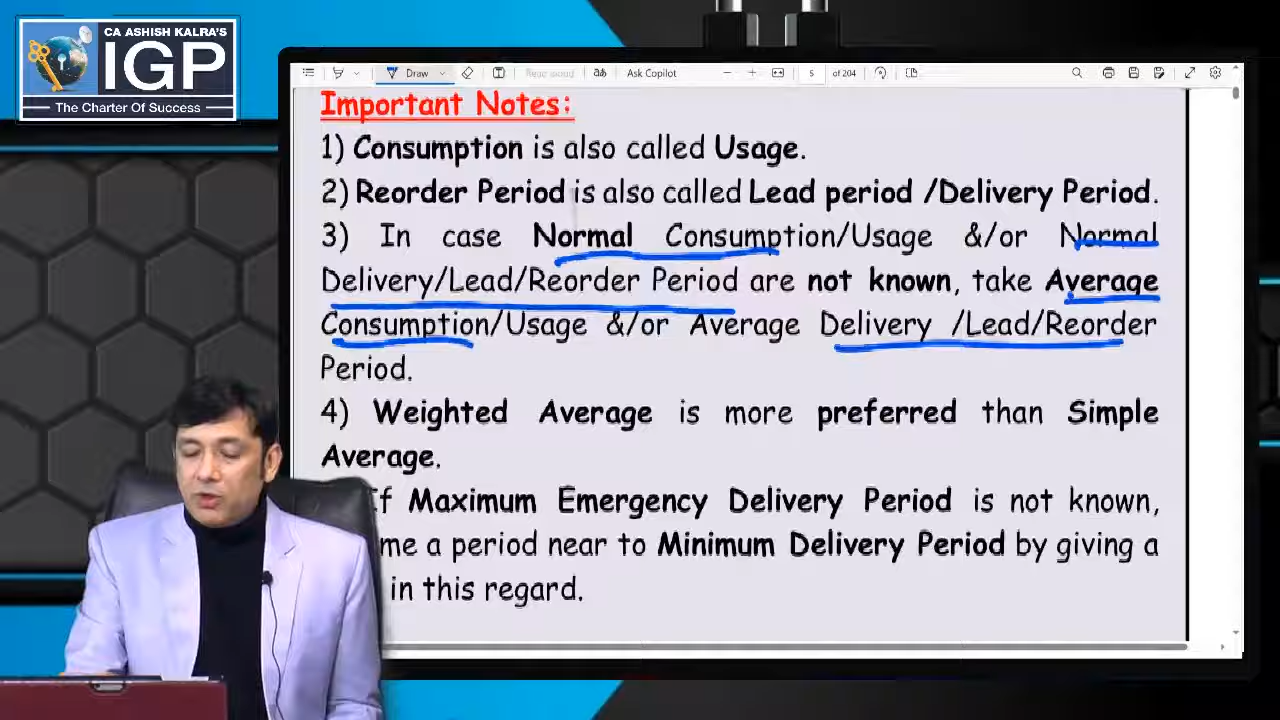 CA ASHISH KALRA'S
IGP
The Charter Of Success
Draw
Read aloud
Ask Copilot
5 of 204
Important Notes:
1) Consumption is also called Usage.
2) Reorder Period is also called Lead period /Delivery Period.
3) In case Normal Consumption/Usage &/or Normal
Delivery/Lead/Reorder Period are not known, take Average
Consumption/Usage &/or Average Delivery /Lead/Reorder
Period.
4) Weighted Average is more preferred than Simple
Average.
If Maximum Emergency Delivery Period is not known,
me a period near to Minimum Delivery Period by giving a
in this regard.